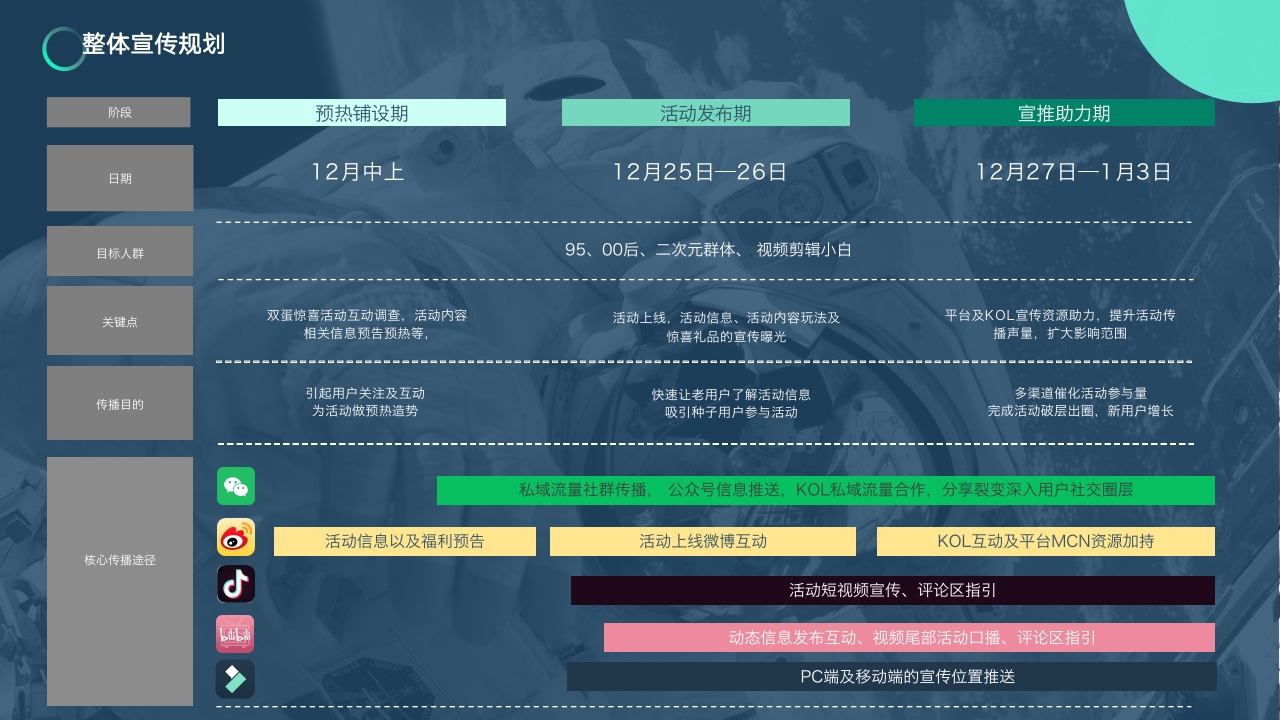 整体宣传规划
阶段
预热铺设期
活动发布期
宣推助力期
日期
12月中上
12月25日—26日
12月27日—1月3日
目标人群
95、00后、二次元群体、 视频剪辑小白
关键点
双蛋惊喜活动互动调查，活动内容
相关信息预告预热等，
活动上线，活动信息、活动内容玩法及
惊喜礼品的宣传曝光
平台及KOL宣传资源助力，提升活动传
播声量，扩大影响范围
传播目的
引起用户关注及互动
为活动做预热造势
快速让老用户了解活动信息
吸引种子用户参与活动
多渠道催化活动参与量
完成活动破层出圈，新用户增长
核心传播途径
私域流量社群传播， 公众号信息推送，KOL私域流量合作，分享裂变深入用户社交圈层
活动信息以及福利预告
活动上线微博互动
KOL互动及平台MCN资源加持
活动短视频宣传、评论区指引
bilibili
动态信息发布互动、视频尾部活动口播、评论区指引
PC端及移动端的宣传位置推送